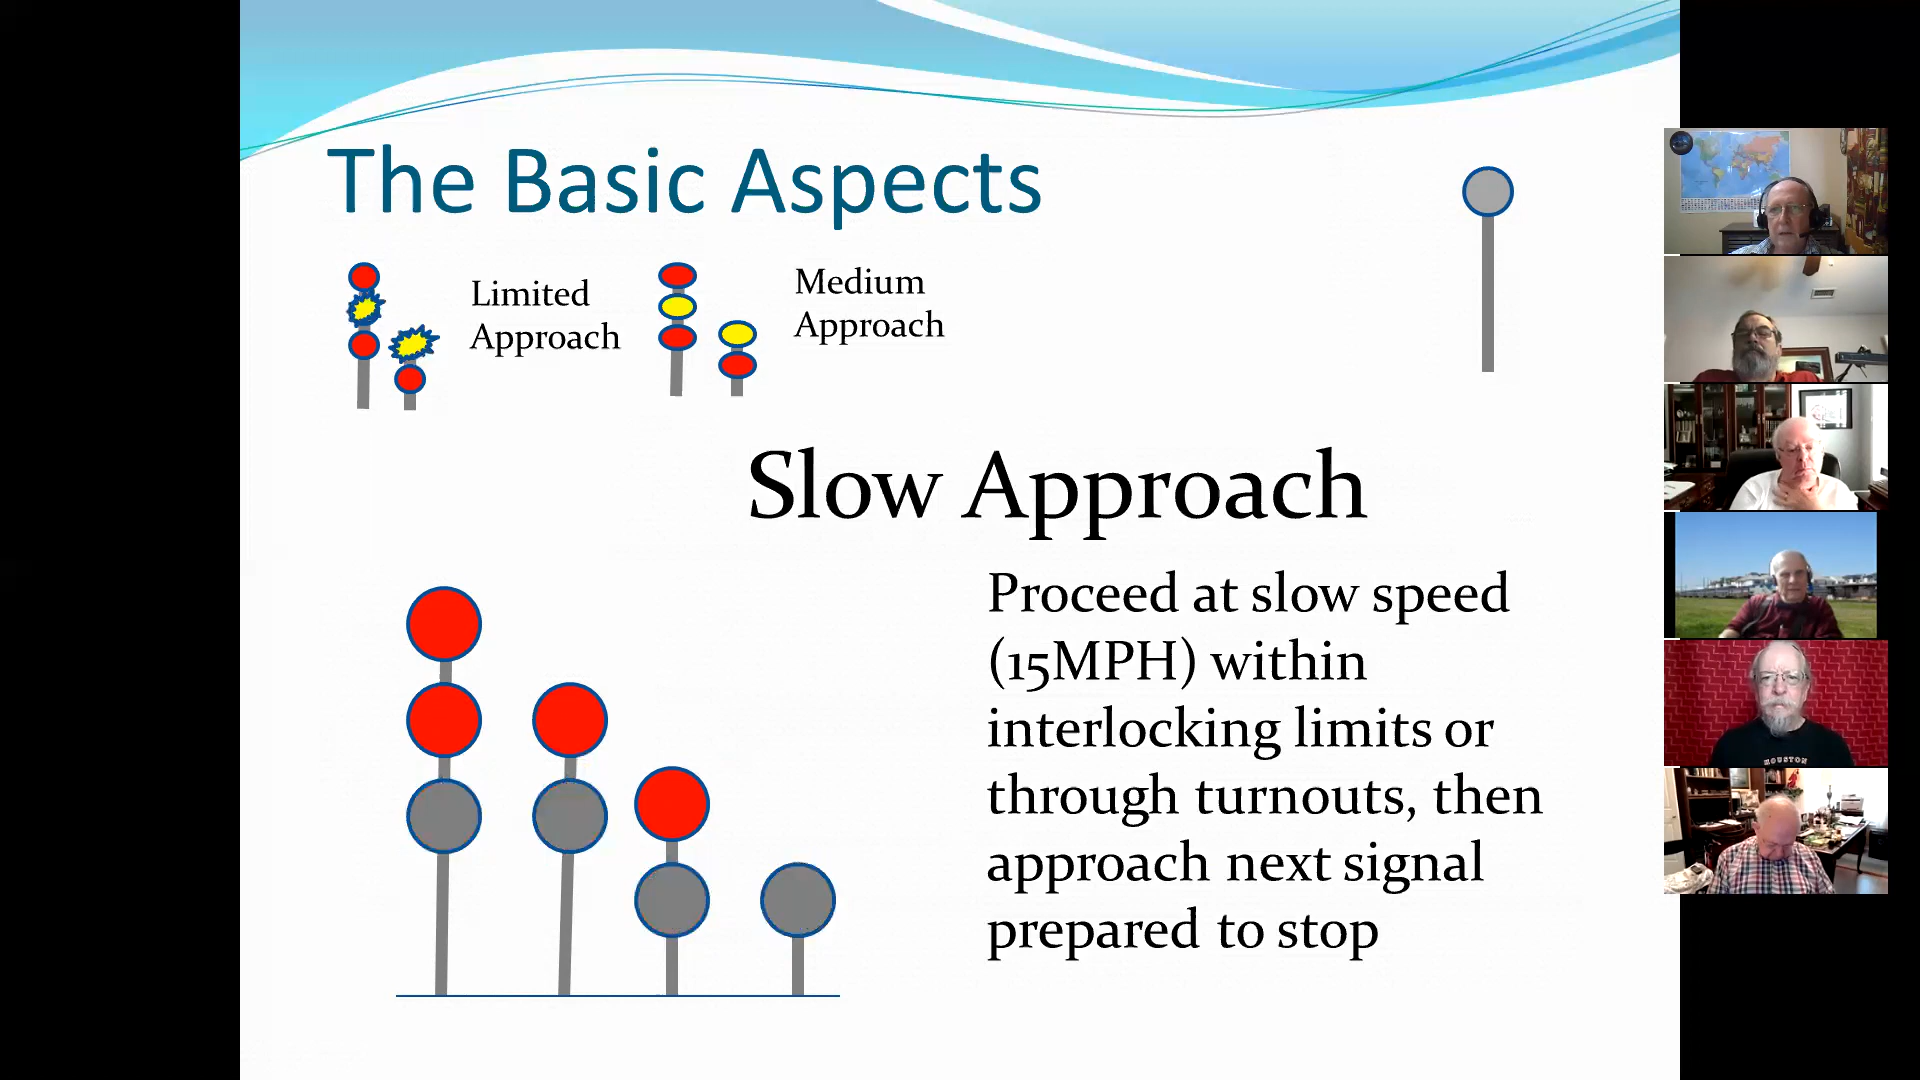 The Basic Aspects
Limited
Approach
Medium
Approach
Slow Approach
Proceed at slow speed
(15MPH) within
interlocking limits or
through turnouts, then
approach next signal
prepared to stop
HOUSTON